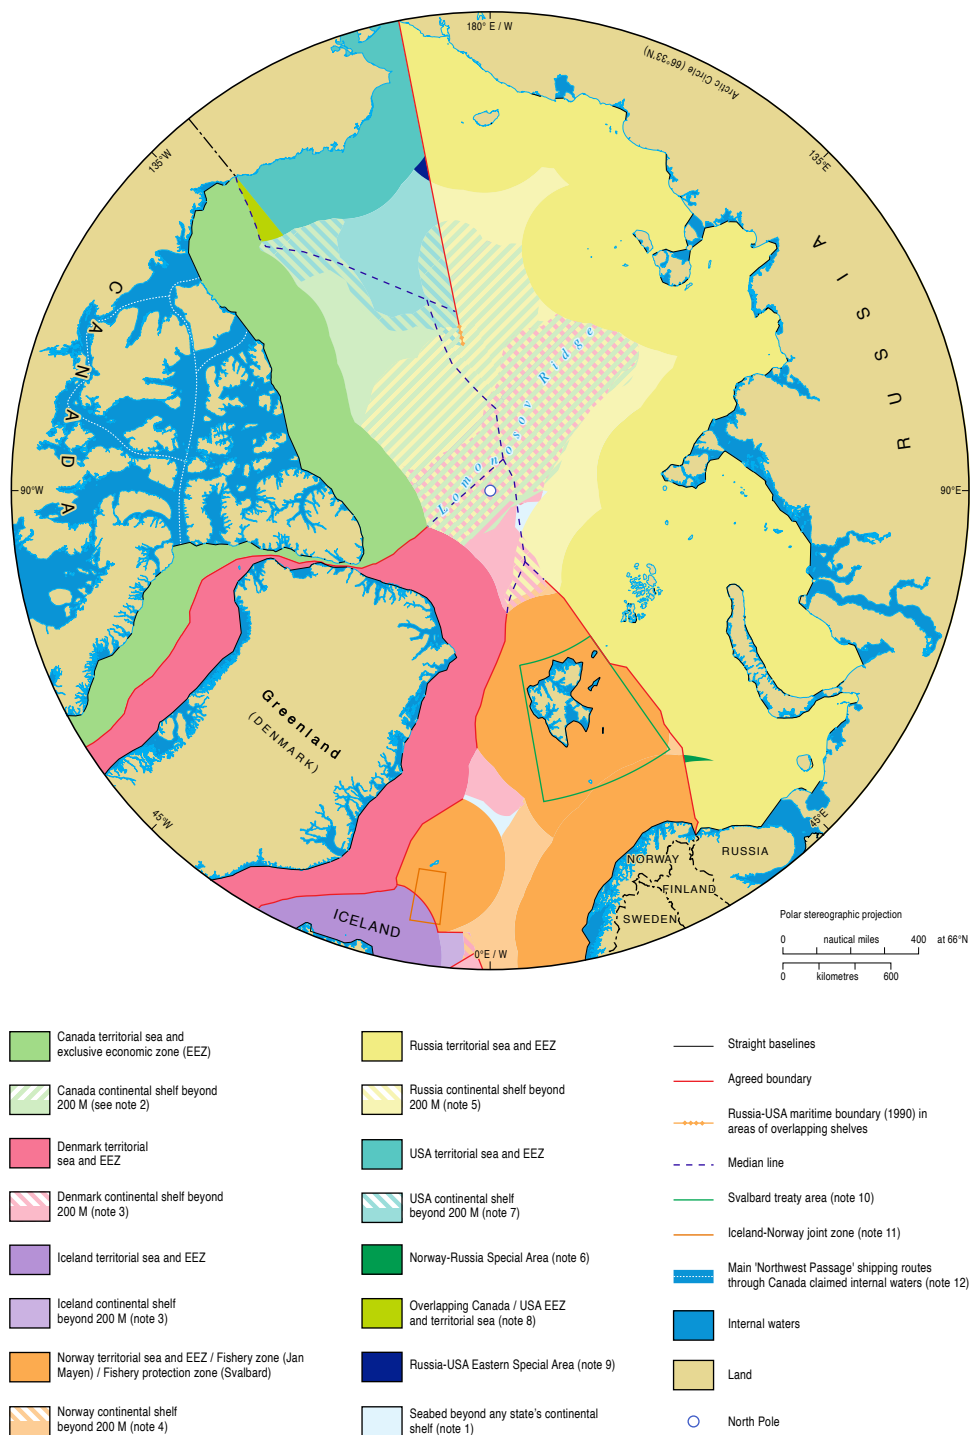 180° E / W
Arctic Circle (66°33'N)
135°W
135°E
CANADA
RUSSIA
Lomonosov Ridge
90°W
90°E
Greenland
(DENMARK)
45°W
45°E
NORWAY
RUSSIA
FINLAND
SWEDEN
ICELAND
0°E / W
Polar stereographic projection
0 nautical miles 400 at 66°N
0 kilometres 600
Canada territorial sea and
exclusive economic zone (EEZ)
Canada continental shelf beyond
200 M (see note 2)
Denmark territorial
sea and EEZ
Denmark continental shelf beyond
200 M (note 3)
Iceland territorial sea and EEZ
Iceland continental shelf
beyond 200 M (note 3)
Norway territorial sea and EEZ / Fishery zone (Jan
Mayen) / Fishery protection zone (Svalbard)
Norway continental shelf
beyond 200 M (note 4)
Russia territorial sea and EEZ
Russia continental shelf beyond
200 M (note 5)
USA territorial sea and EEZ
USA continental shelf
beyond 200 M (note 7)
Norway-Russia Special Area (note 6)
Overlapping Canada / USA EEZ
and territorial sea (note 8)
Russia-USA Eastern Special Area (note 9)
Seabed beyond any state's continental
shelf (note 1)
Straight baselines
Agreed boundary
Russia-USA maritime boundary (1990) in
areas of overlapping shelves
Median line
Svalbard treaty area (note 10)
Iceland-Norway joint zone (note 11)
Main 'Northwest Passage' shipping routes
through Canada claimed internal waters (note 12)
Internal waters
Land
North Pole